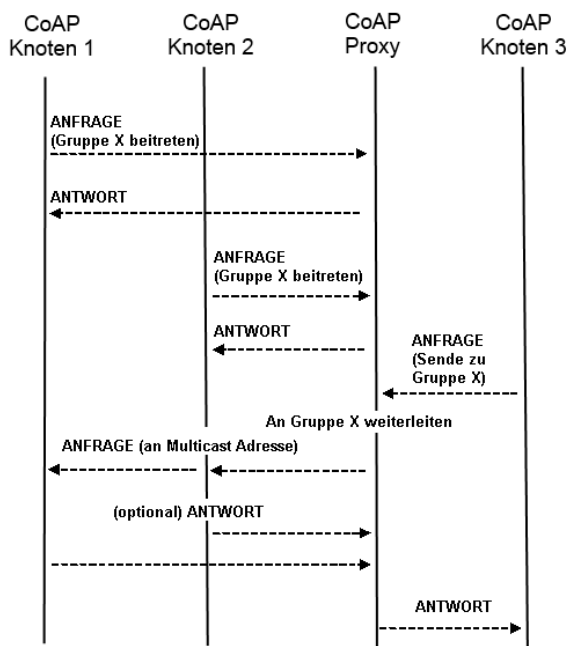 CoAP
Knoten 1
CoAP
Knoten 2
CoAP
Proxy
CoAP
Knoten 3
ANFRAGE
(Gruppe X beitreten)
ANTWORT
ANFRAGE
(Gruppe X beitreten)
ANTWORT
ANFRAGE
(Sende zu
Gruppe X)
An Gruppe X weiterleiten
ANFRAGE (an Multicast Adresse)
(optional) ANTWORT
ANTWORT